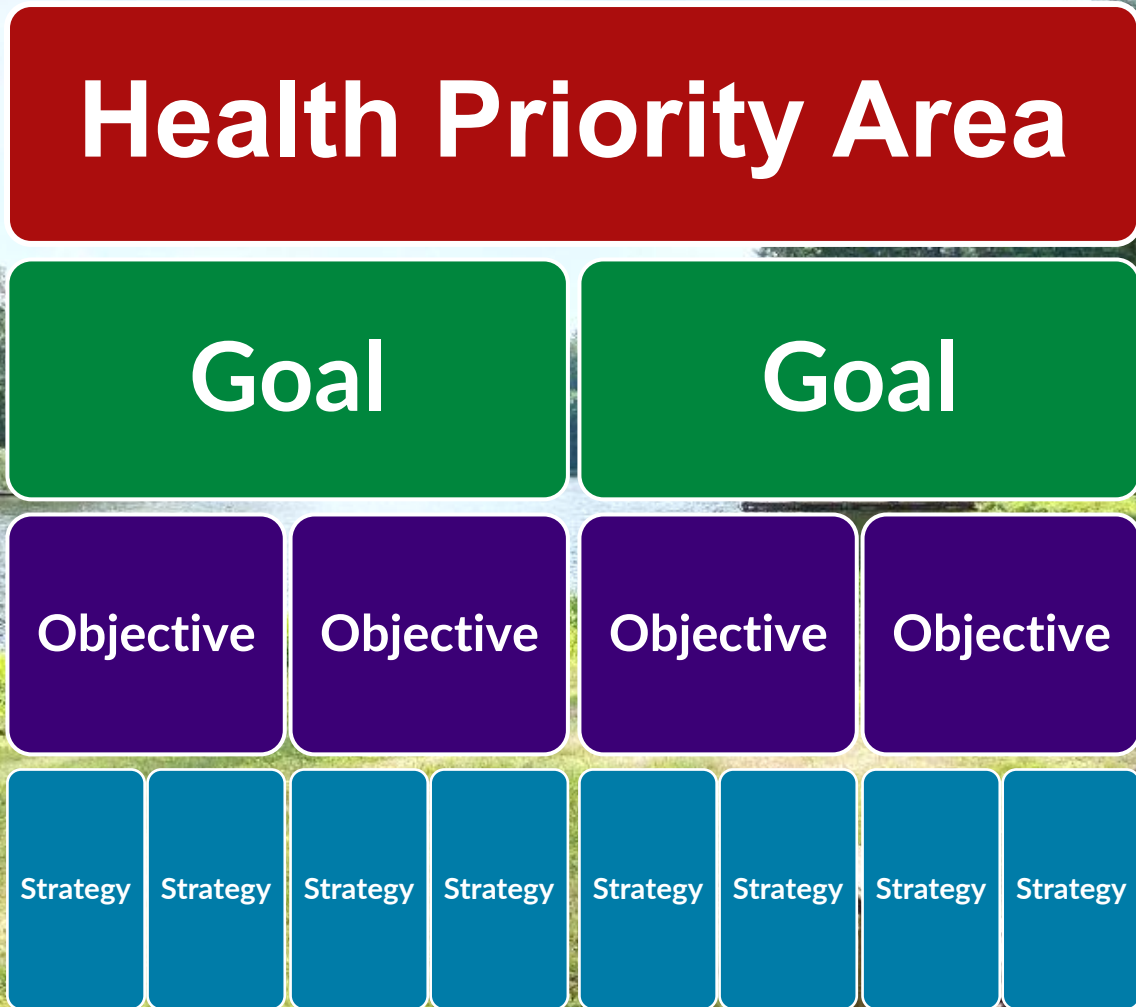 Health Priority Area
Goal Goal
Objective Objective Objective Objective
Strategy Strategy Strategy Strategy Strategy Strategy Strategy Strategy